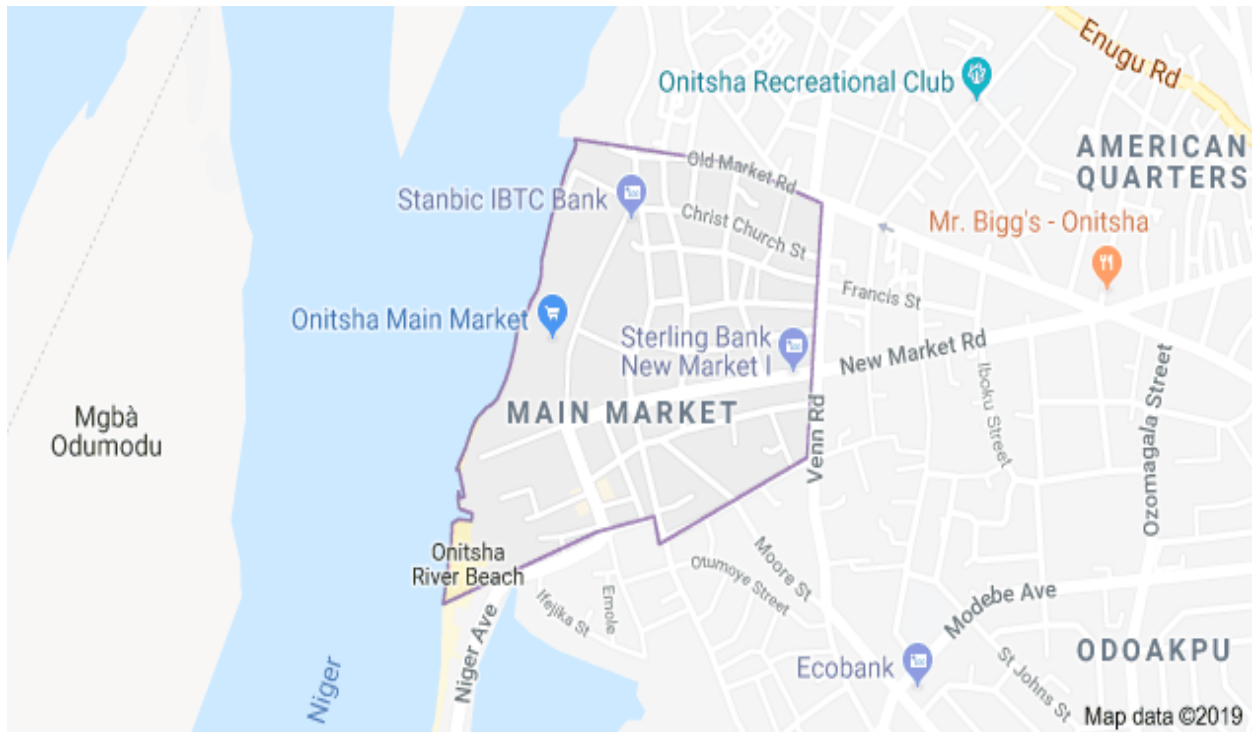 Enugu Rd
Onitsha Recreational Club
AMERICAN
QUARTERS
Old Market Rd
Stanbic IBTC Bank
Christ Church St
Mr. Bigg's - Onitsha
Francis St
Onitsha Main Market
Sterling Bank
New Market I
New Market Rd
Iboku Street
Ozomagala Street
MAIN MARKET
Mgbà
Odumodu
Venn Rd
Onitsha
River Beach
Moore St
Otumoye Street
Emole
Ifejika St
Niger Ave
Modebe Ave
Niger
Ecobank
St Johns St
ODOAKPU
Map data ©2019